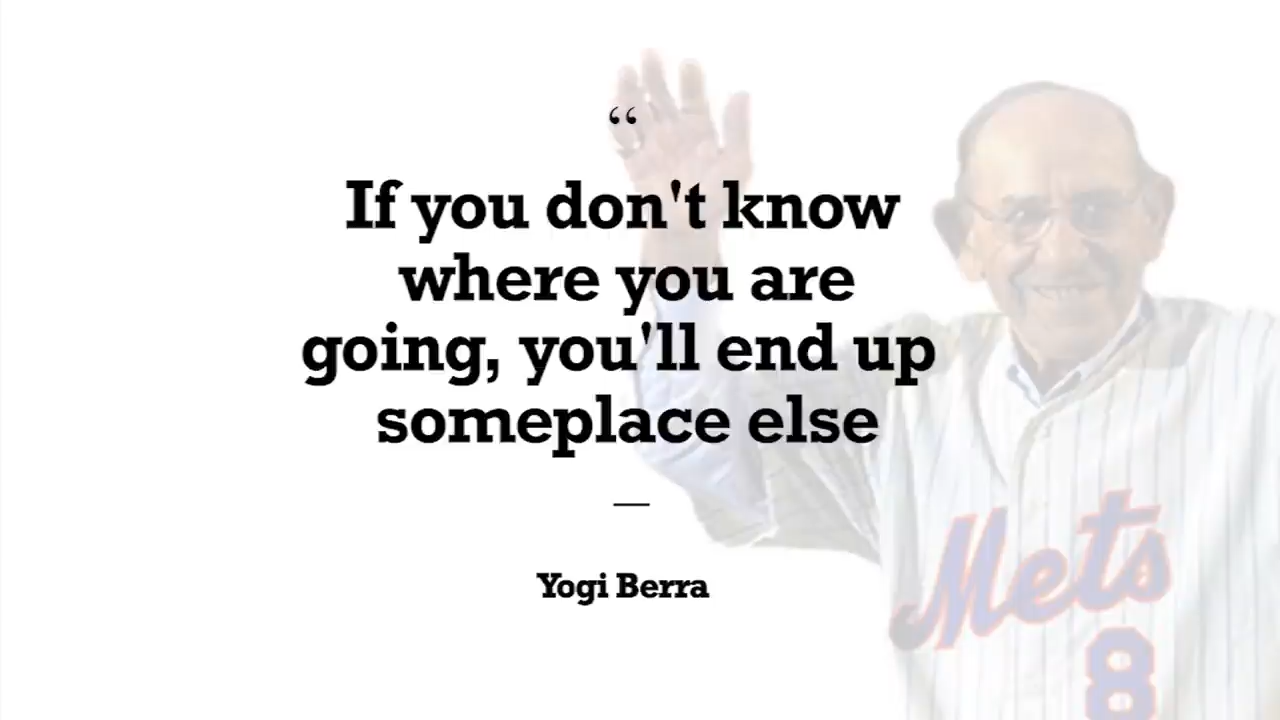 “
If you don't know
where you are
going, you'll end up
someplace else
—
Yogi Berra
Mets
8